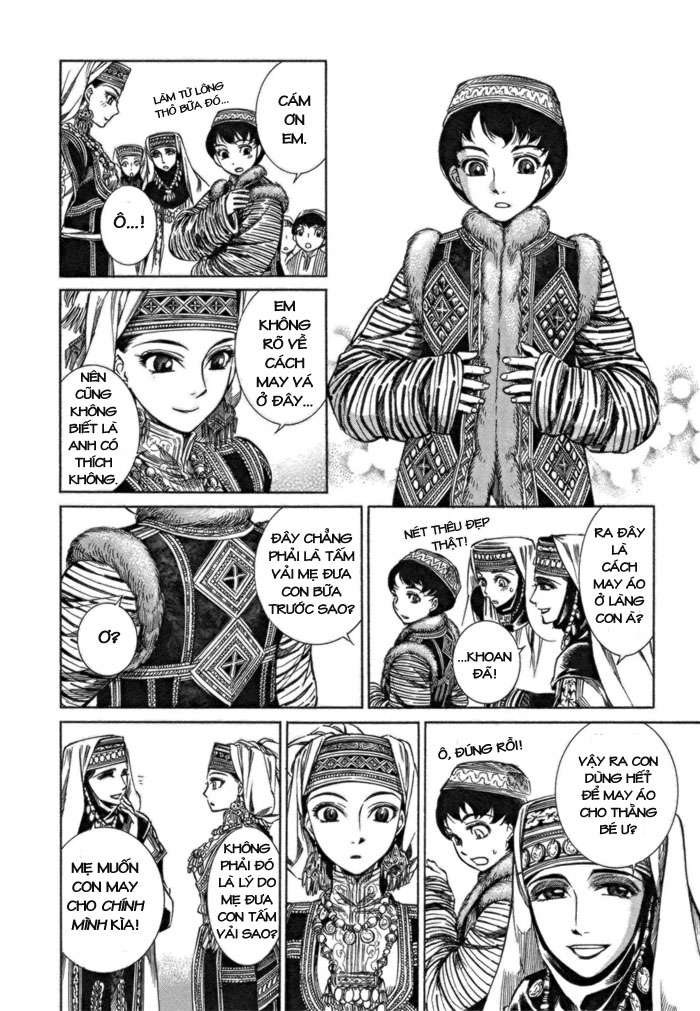 CÁM
ƠN
EM.
LÀM TỪ LÔNG
THỎ BỮA ĐÓ...
Ô...!
EM
KHÔNG
RÕ VỀ
CÁCH
MAY VÁ
Ở ĐÂY...
NÊN
CŨNG
KHÔNG
BIẾT LÀ
ANH CÓ
THÍCH
KHÔNG.
RA ĐÂY
LÀ
CÁCH
MAY ÁO
Ở LÀNG
CON À?
NÉT THÊU ĐẸP
THẬT!
...KHOAN
ĐÃ!
ĐÂY CHẲNG
PHẢI LÀ TẤM
VẢI MẸ ĐƯA
CON BỮA
TRƯỚC SAO?
Ơ?
VẬY RA CON
DÙNG HẾT
ĐỂ MAY ÁO
CHO THẰNG
BÉ Ư?
Ô, ĐÚNG RỒI!
KHÔNG
PHẢI ĐÓ
LÀ LÝ DO
MẸ ĐƯA
CON TẤM
VẢI SAO?
MẸ MUỐN
CON MAY
CHO CHÍNH
MÌNH KÌA!